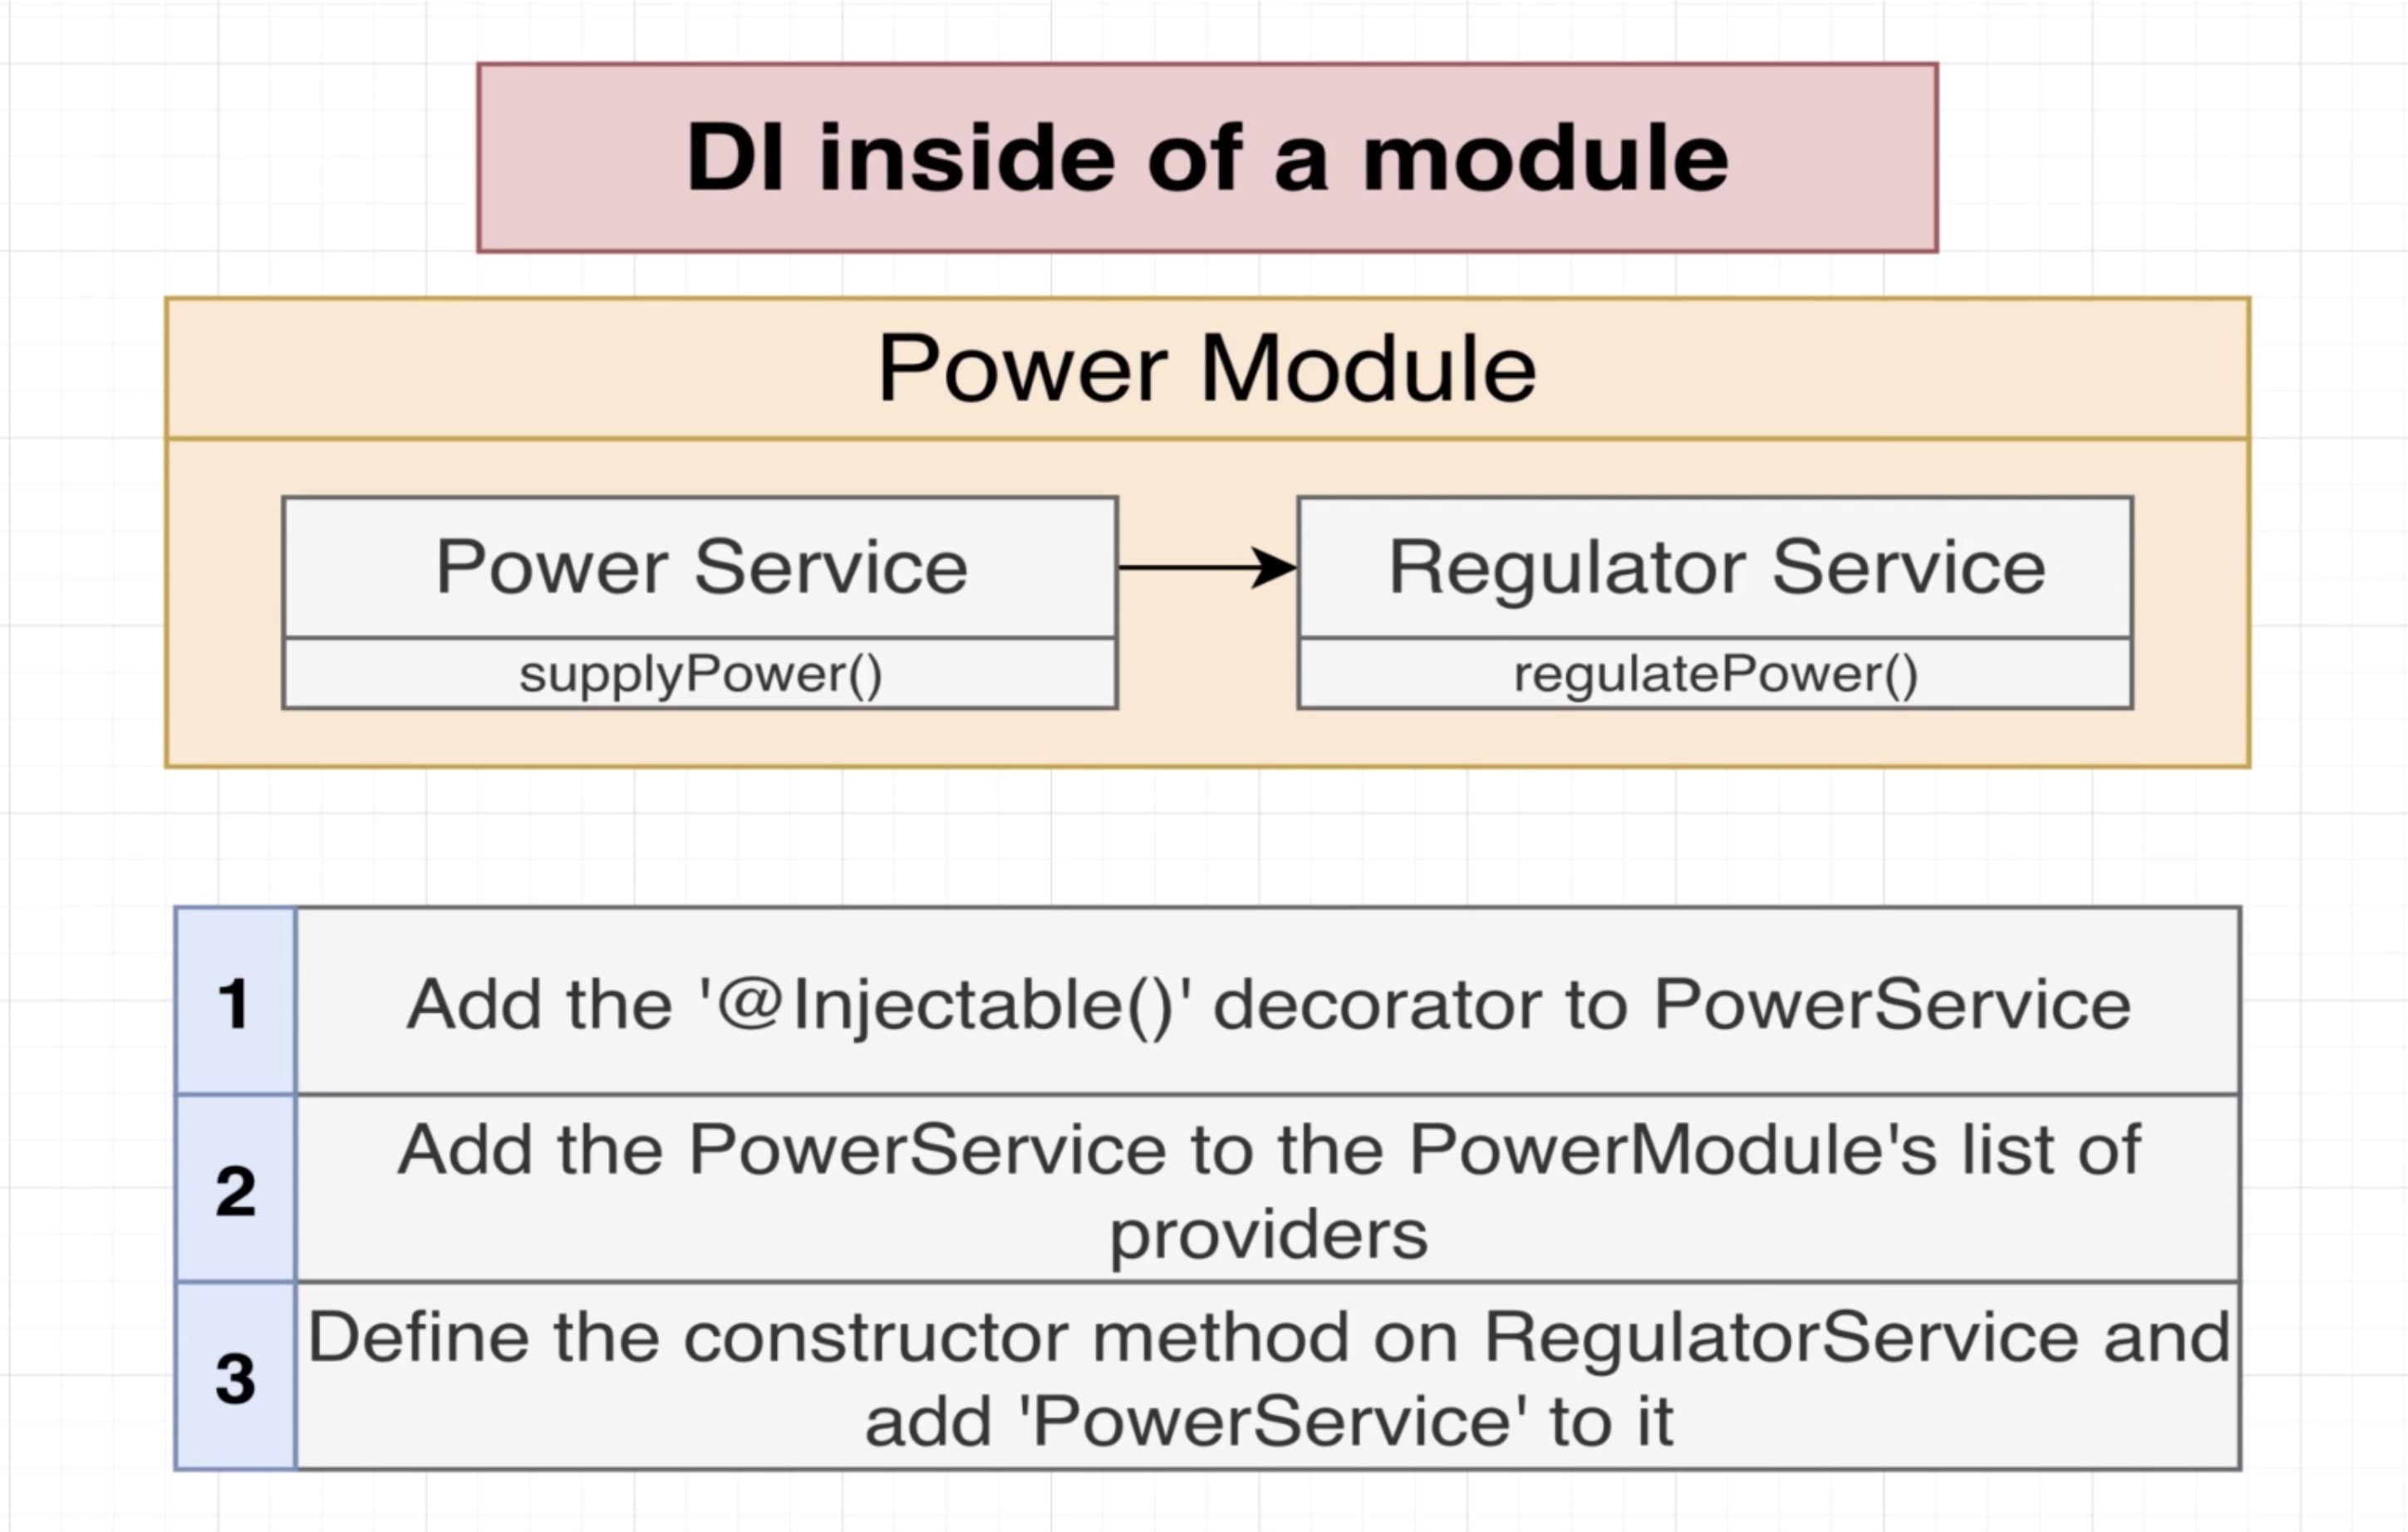 DI inside of a module
Power Module
Power Service
supplyPower()
Regulator Service
regulatePower()
1
Add the '@Injectable()' decorator to PowerService
2
Add the PowerService to the PowerModule's list of
providers
3
Define the constructor method on RegulatorService and
add 'PowerService' to it